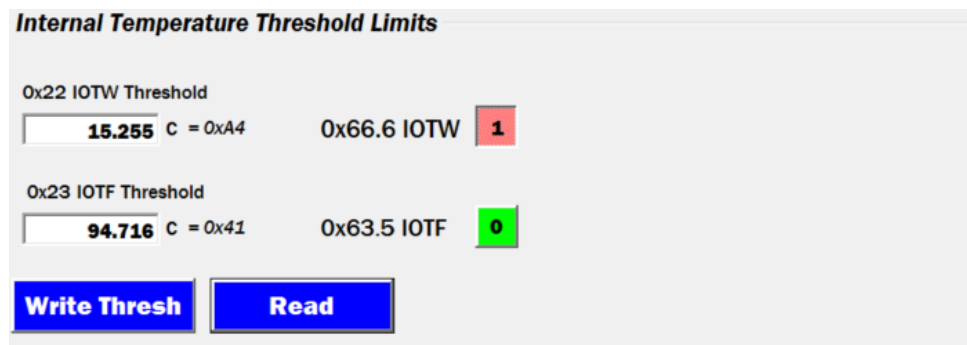 Internal Temperature Threshold Limits
0x22 IOTW Threshold
15.255 C = 0xA4 0x66.6 IOTW 1
0x23 IOTF Threshold
94.716 C = 0x41 0x63.5 IOTF 0
Write Thresh Read